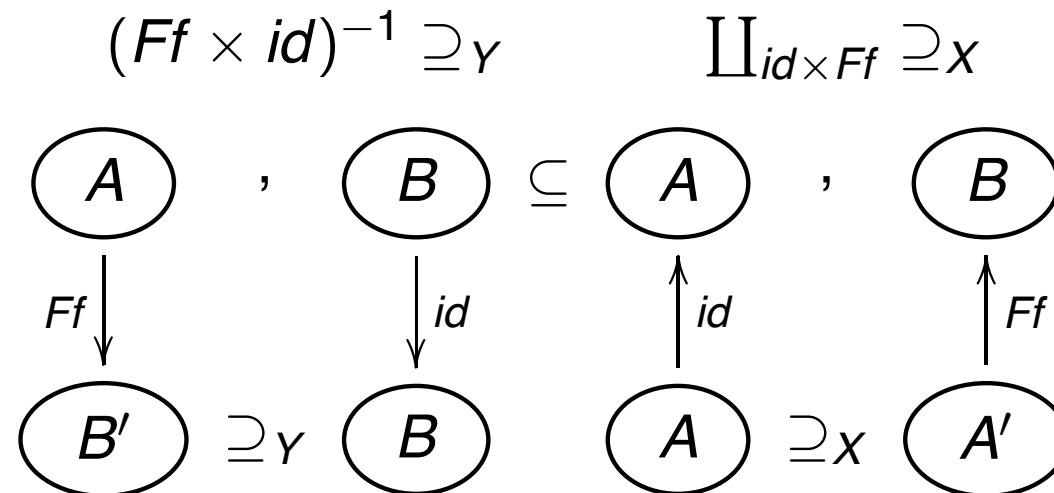 (Ff × id)⁻¹ ⊇_Y ∐_{id×Ff} ⊇_X
A , B ⊆ A , B
Ff id id Ff
B′ ⊇_Y B A ⊇_X A′